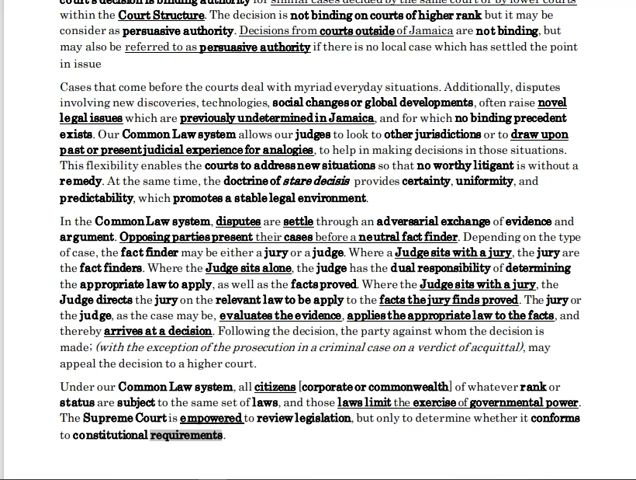 court's decision is binding authority for similar cases decided by the same court or by lower courts
within the Court Structure. The decision is not binding on courts of higher rank but it may be
consider as persuasive authority. Decisions from courts outside of Jamaica are not binding, but
may also be referred to as persuasive authority if there is no local case which has settled the point
in issue
Cases that come before the courts deal with myriad everyday situations. Additionally, disputes
involving new discoveries, technologies, social changes or global developments, often raise novel
legal issues which are previously undetermined in Jamaica, and for which no binding precedent
exists. Our Common Law system allows our judges to look to other jurisdictions or to draw upon
past or present judicial experience for analogies, to help in making decisions in those situations.
This flexibility enables the courts to address new situations so that no worthy litigant is without a
remedy. At the same time, the doctrine of stare decisis provides certainty, uniformity, and
predictability, which promotes a stable legal environment.
In the Common Law system, disputes are settle through an adversarial exchange of evidence and
argument. Opposing parties present their cases before a neutral fact finder. Depending on the type
of case, the fact finder may be either a jury or a judge. Where a Judge sits with a jury, the jury are
the fact finders. Where the Judge sits alone, the judge has the dual responsibility of determining
the appropriate law to apply, as well as the facts proved. Where the Judge sits with a jury, the
Judge directs the jury on the relevant law to be apply to the facts the jury finds proved. The jury or
the judge, as the case may be, evaluates the evidence, applies the appropriate law to the facts, and
thereby arrives at a decision. Following the decision, the party against whom the decision is
made; (with the exception of the prosecution in a criminal case on a verdict of acquittal), may
appeal the decision to a higher court.
Under our Common Law system, all citizens [corporate or commonwealth] of whatever rank or
status are subject to the same set of laws, and those laws limit the exercise of governmental power.
The Supreme Court is empowered to review legislation, but only to determine whether it conforms
to constitutional requirements.